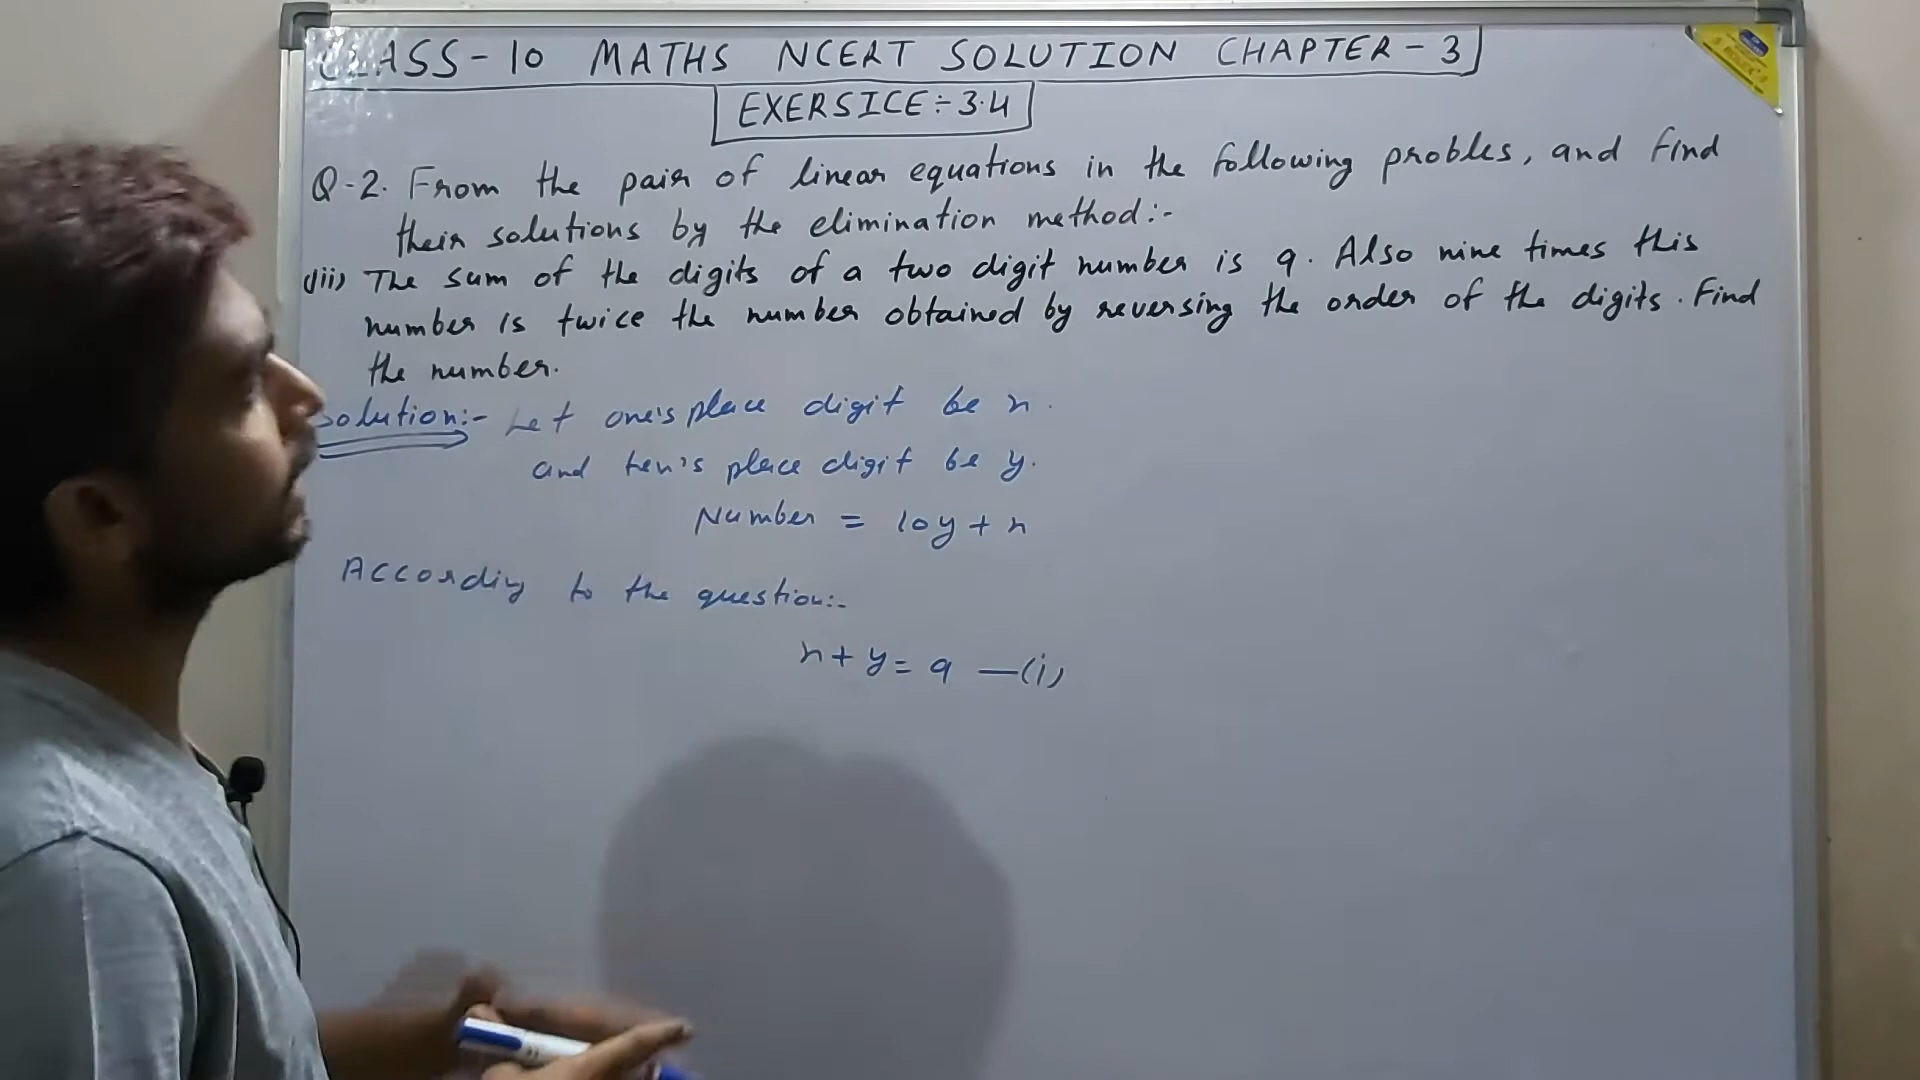 CLASS-10 MATHS NCERT SOLUTION CHAPTER-3
EXERSICE÷3.4
Q-2. From the pair of linear equations in the following probles, and find
their solutions by the elimination method:-
(iii) The sum of the digits of a two digit number is 9. Also nine times this
number is twice the number obtained by reversing the order of the digits. Find
the number.
Solution:- Let one's place digit be x.
and ten's place digit be y.
Number = 10y + x
According to the question:-
x + y = 9 —(i)